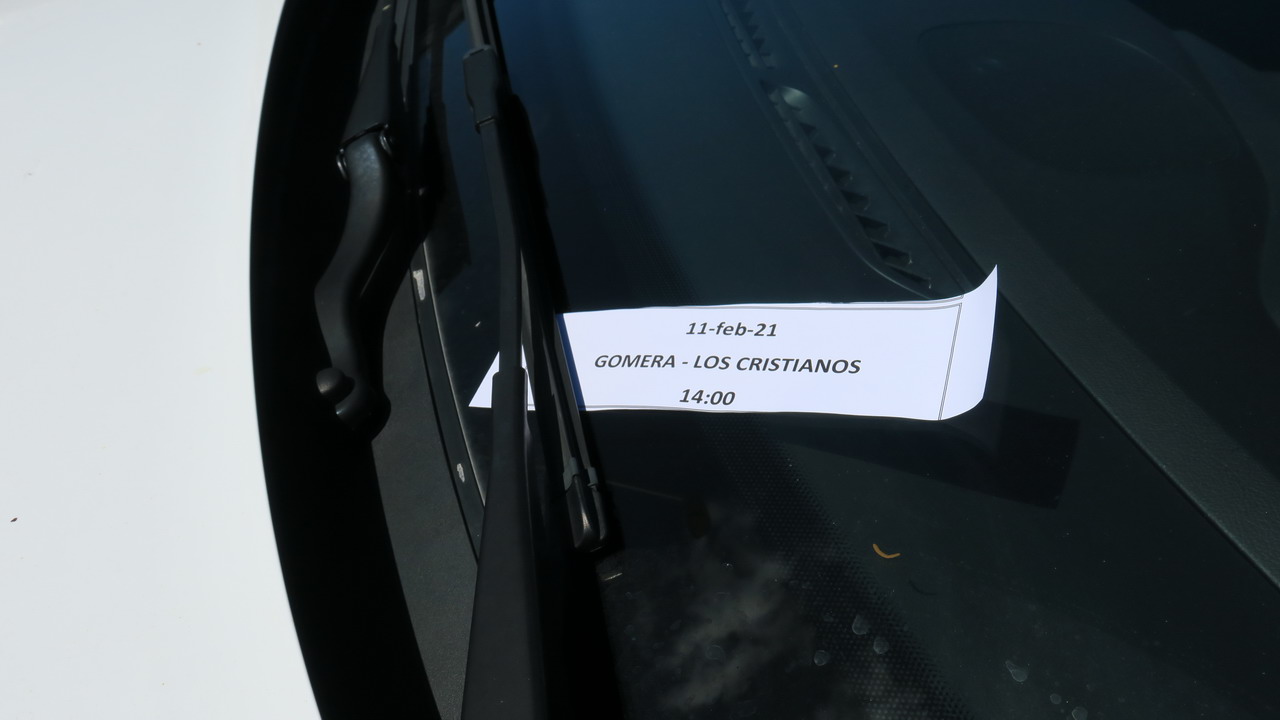 11-feb-21
GOMERA - LOS CRISTIANOS
14:00